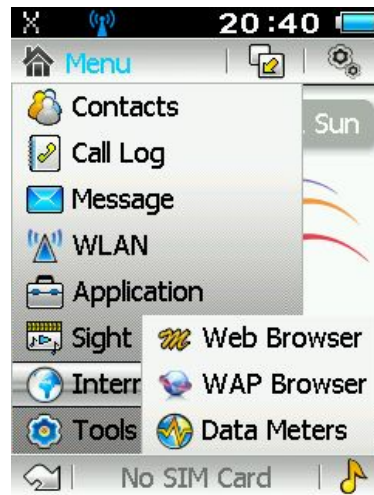 20:40
Menu
Contacts
Sun
Call Log
Message
WLAN
Application
Sight
Web Browser
Interr
WAP Browser
Tools
Data Meters
No SIM Card